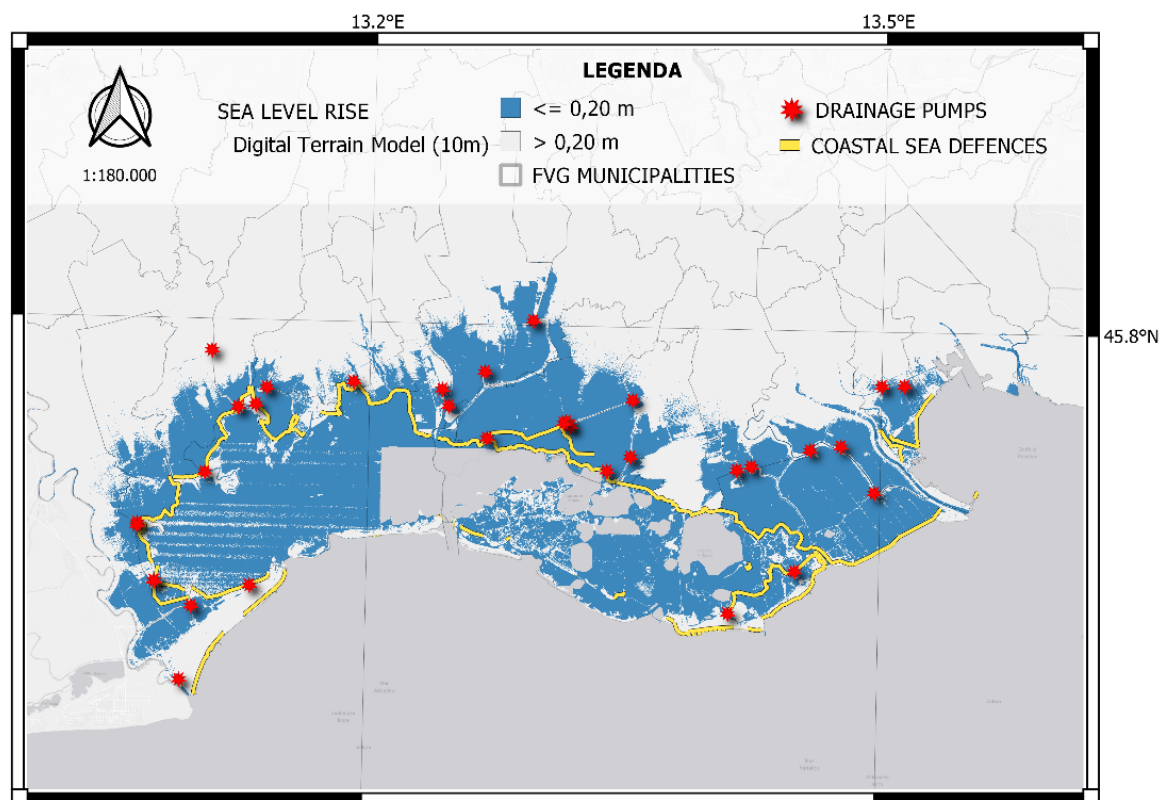 13.2°E
13.5°E
LEGENDA
SEA LEVEL RISE
Digital Terrain Model (10m)
<= 0,20 m
> 0,20 m
FVG MUNICIPALITIES
DRAINAGE PUMPS
COASTAL SEA DEFENCES
1:180.000
45.8°N